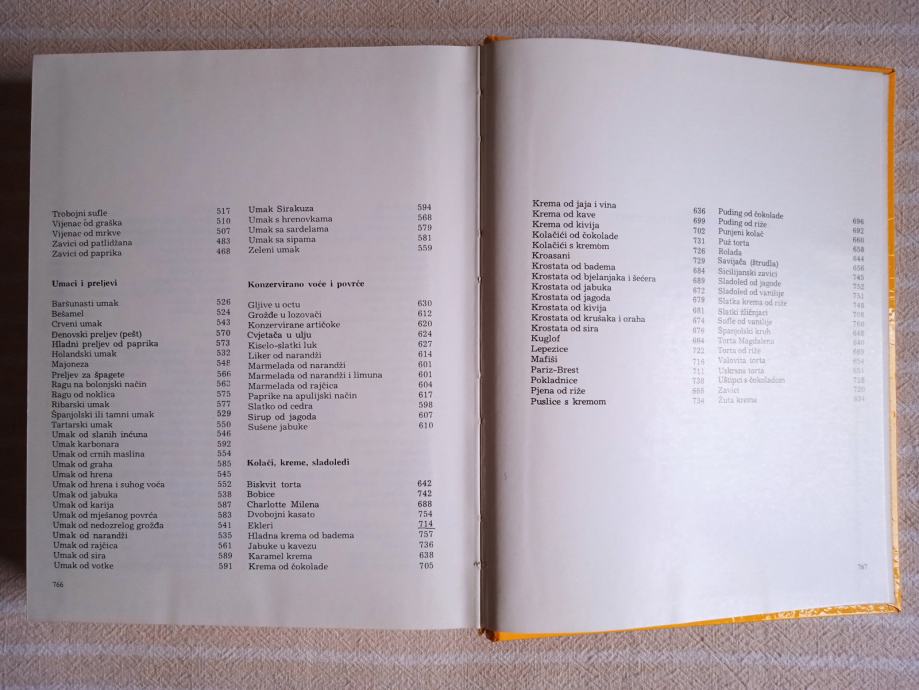 Trobojni sufle 517
Vijenac od graška 510
Vijenac od mrkve 507
Zavici od patlidžana 483
Zavici od paprika 468
Umaci i preljevi
Baršunasti umak 526
Bešamel 524
Crveni umak 543
Đenovski preljev (pešt) 570
Hladni preljev od paprika 573
Holandski umak 532
Majoneza 548
Preljev za špagete 566
Ragu na bolonjski način 563
Ragu od noklica 575
Ribarski umak 577
Španjolski ili tamni umak 529
Tartarski umak 550
Umak od slanih inćuna 546
Umak karbonara 592
Umak od crnih maslina 554
Umak od graha 585
Umak od hrena 545
Umak od hrena i suhog voća 552
Umak od jabuka 538
Umak od karija 587
Umak od mješanog povrća 583
Umak od nedozrelog grožđa 541
Umak od narandži 535
Umak od rajčica 561
Umak od sira 589
Umak od votke 591
766
Umak Sirakuza 594
Umak s hrenovkama 568
Umak sa sardelama 579
Umak sa sipama 581
Zeleni umak 559
Konzervirano voće i povrće
Gljive u octu 630
Grožđe u lozovači 612
Konzervirane artičoke 620
Cvjetača u ulju 624
Kiselo-slatki luk 627
Liker od narandži 614
Marmelada od narandži 601
Marmelada od narandži i limuna 601
Marmelada od rajčica 604
Paprike na apulijski način 617
Slatko od cedra 598
Sirup od jagoda 607
Sušene jabuke 610
Kolači, kreme, sladoledi
Biskvit torta 642
Bobice 742
Charlotte Milena 688
Dvobojni kasato 754
Ekleri 714
Hladna krema od badema 757
Jabuke u kavezu 736
Karamel krema 638
Krema od čokolade 705
Krema od jaja i vina 636
Krema od kave 699
Krema od kivija 702
Kolačići od čokolade 731
Kolačići s kremom 726
Kroasani 729
Krostata od badema 684
Krostata od bjelanjaka i šećera 689
Krostata od jabuka 672
Krostata od jagoda 679
Krostata od kivija 681
Krostata od krušaka i oraha 674
Krostata od sira 676
Kuglof 664
Lepezice 722
Mafiši 716
Pariz-Brest 711
Pokladnice 738
Pjena od riže
Puslice s kremom 734
Puding od čokolade 696
Puding od riže 692
Punjeni kolač 660
Puž torta 658
Rolada 644
Savijača (štrudla) 656
Sicilijanski zavici 745
Sladoled od jagode 752
Sladoled od vanilije 751
Slatka krema od riže 748
Slatki žličnjaci 708
Sofle od vanilije
Španjolski kruh
Torta Magdalena 640
Torta od riže
Valovita torta 654
Uskrsna torta 651
Uštipci s čokoladom 718
Zavici 720
Žuta krema 634
767